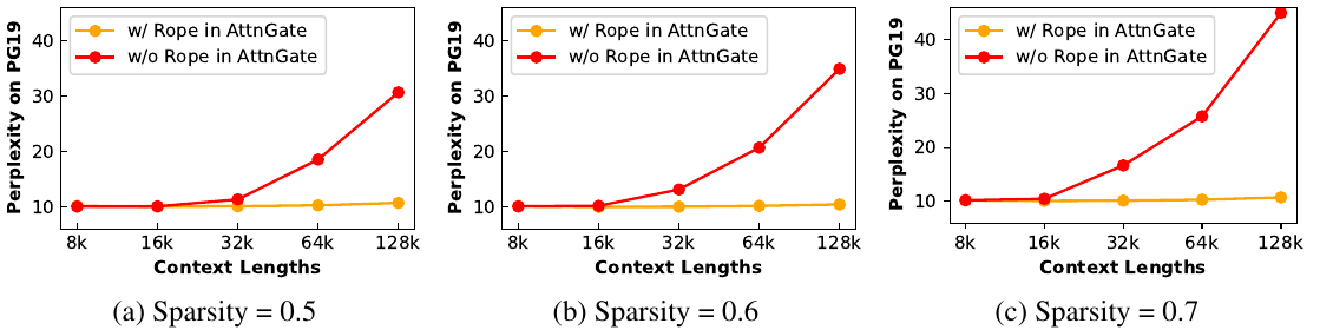 Perplexity on PG19
40
30
20
10
w/ Rope in AttnGate
w/o Rope in AttnGate
8k 16k 32k 64k 128k
Context Lengths
(a) Sparsity = 0.5
Perplexity on PG19
40
30
20
10
w/ Rope in AttnGate
w/o Rope in AttnGate
8k 16k 32k 64k 128k
Context Lengths
(b) Sparsity = 0.6
Perplexity on PG19
40
30
20
10
w/ Rope in AttnGate
w/o Rope in AttnGate
8k 16k 32k 64k 128k
Context Lengths
(c) Sparsity = 0.7